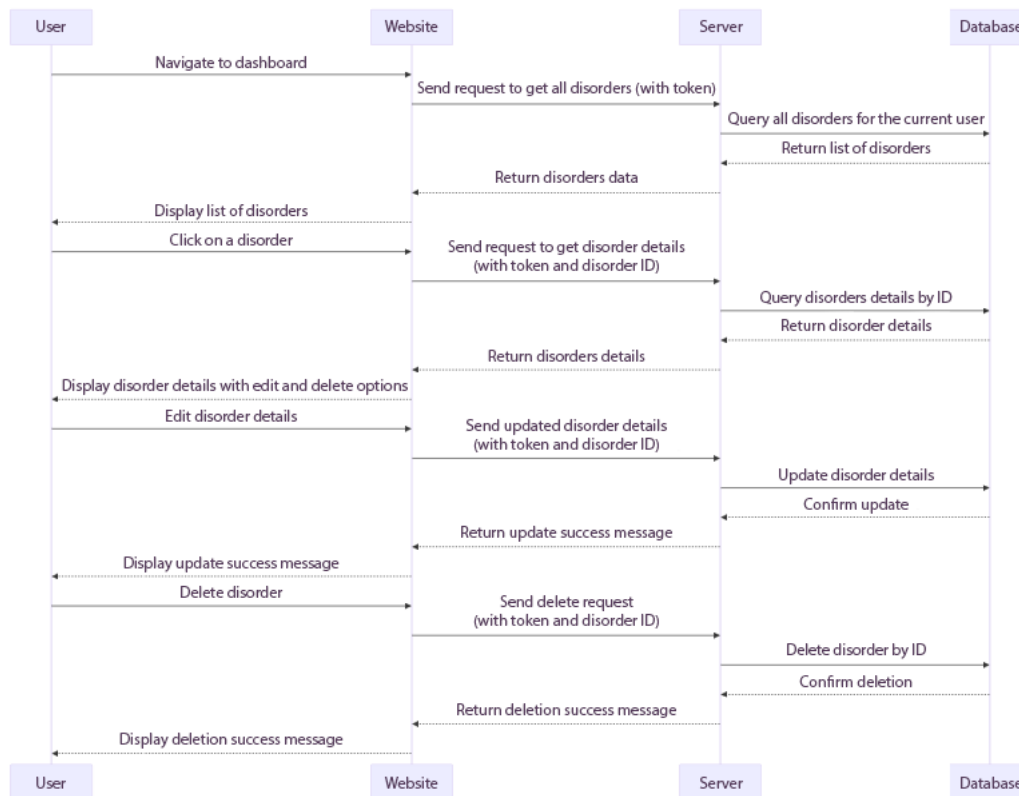 User Website Server Database
Navigate to dashboard
Send request to get all disorders (with token)
Query all disorders for the current user
Return list of disorders
Return disorders data
Display list of disorders
Click on a disorder
Send request to get disorder details
(with token and disorder ID)
Query disorders details by ID
Return disorder details
Return disorders details
Display disorder details with edit and delete options
Edit disorder details
Send updated disorder details
(with token and disorder ID)
Update disorder details
Confirm update
Return update success message
Display update success message
Delete disorder
Send delete request
(with token and disorder ID)
Delete disorder by ID
Confirm deletion
Return deletion success message
Display deletion success message
User Website Server Database